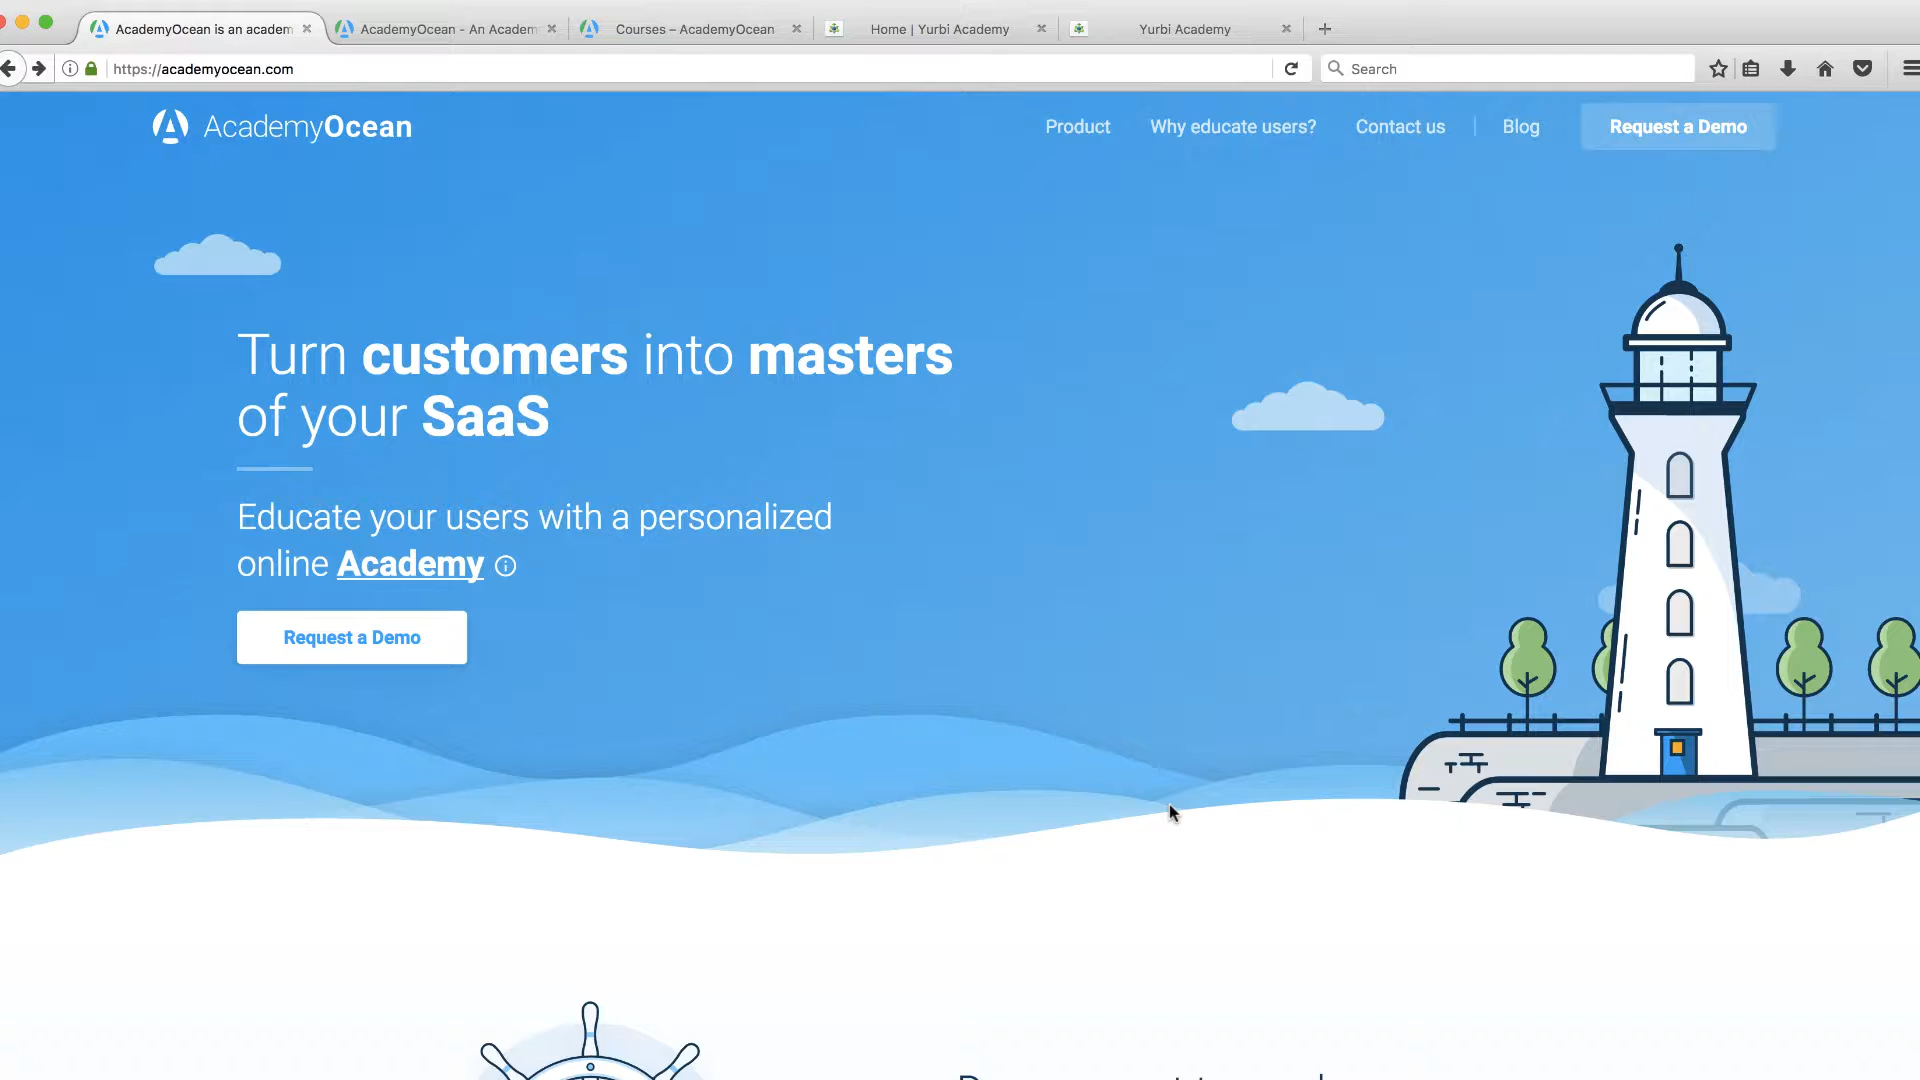 AcademyOcean is an academ
AcademyOcean - An Academ
Courses – AcademyOcean
Home | Yurbi Academy
Yurbi Academy
https://academyocean.com
Search
AcademyOcean
Product
Why educate users?
Contact us
Blog
Request a Demo
Turn customers into masters
of your SaaS
Educate your users with a personalized
online Academy
Request a Demo